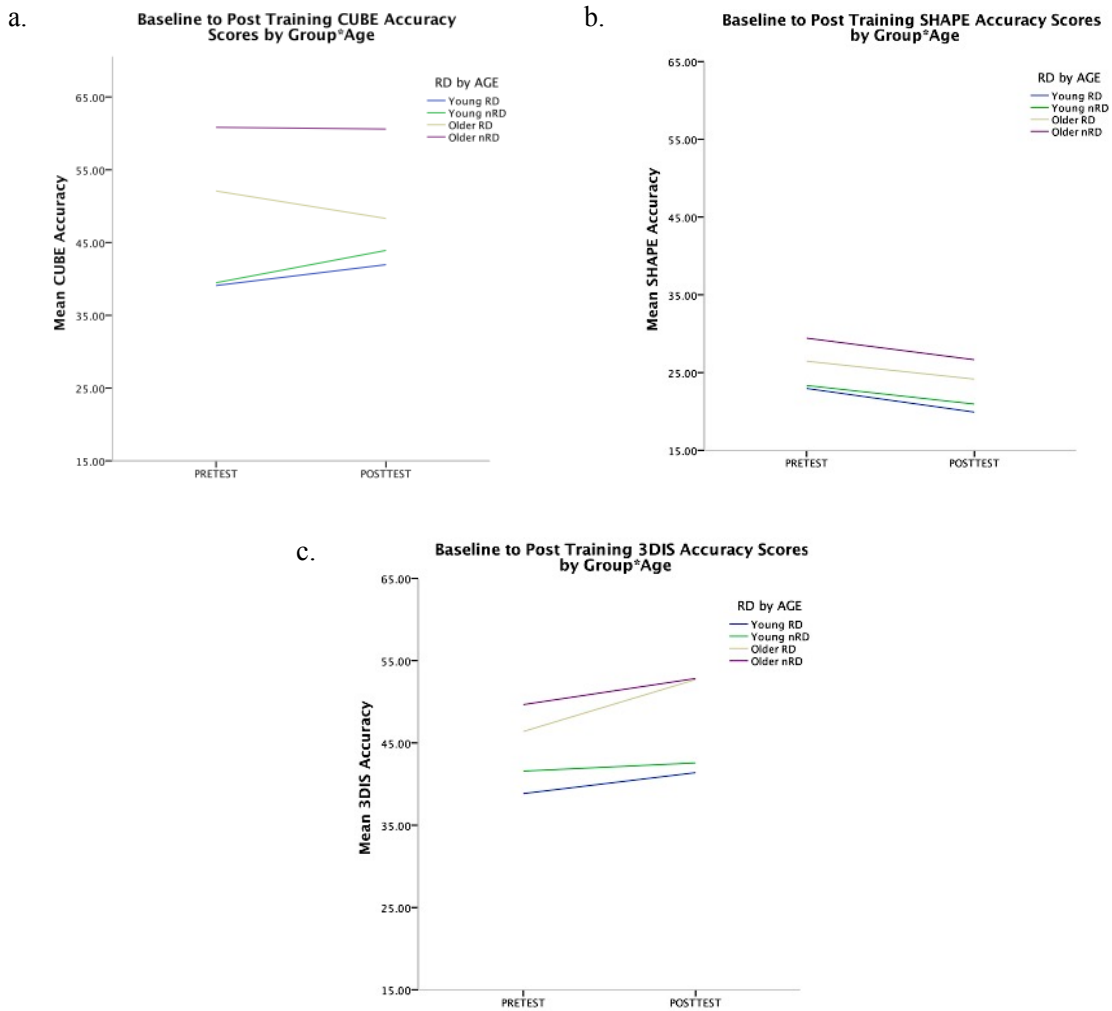 a.
Baseline to Post Training CUBE Accuracy
Scores by Group*Age
RD by AGE
Young RD
Young nRD
Older RD
Older nRD
Mean CUBE Accuracy
65.00
55.00
45.00
35.00
25.00
15.00
PRETEST
POSTTEST
b.
Baseline to Post Training SHAPE Accuracy Scores
by Group*Age
RD by AGE
Young RD
Young nRD
Older RD
Older nRD
Mean SHAPE Accuracy
65.00
55.00
45.00
35.00
25.00
15.00
PRETEST
POSTTEST
c.
Baseline to Post Training 3DIS Accuracy Scores
by Group*Age
RD by AGE
Young RD
Young nRD
Older RD
Older nRD
Mean 3DIS Accuracy
65.00
55.00
45.00
35.00
25.00
15.00
PRETEST
POSTTEST